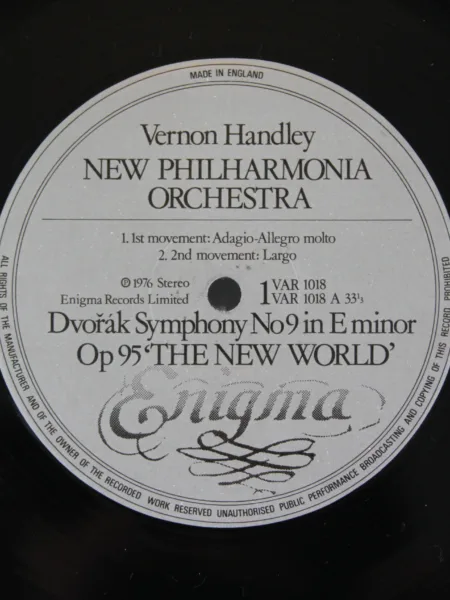 MADE IN ENGLAND
Vernon Handley
NEW PHILHARMONIA
ORCHESTRA
1. 1st movement: Adagio-Allegro molto
2. 2nd movement: Largo
℗ 1976 Stereo
Enigma Records Limited
1
VAR 1018
VAR 1018 A 33⅓
Dvořák Symphony No 9 in E minor
Op 95 ‘THE NEW WORLD’
Enigma
ALL RIGHTS OF THE MANUFACTURER AND OF THE OWNER OF THE RECORDED WORK RESERVED UNAUTHORISED PUBLIC PERFORMANCE BROADCASTING AND COPYING OF THIS RECORD PROHIBITED